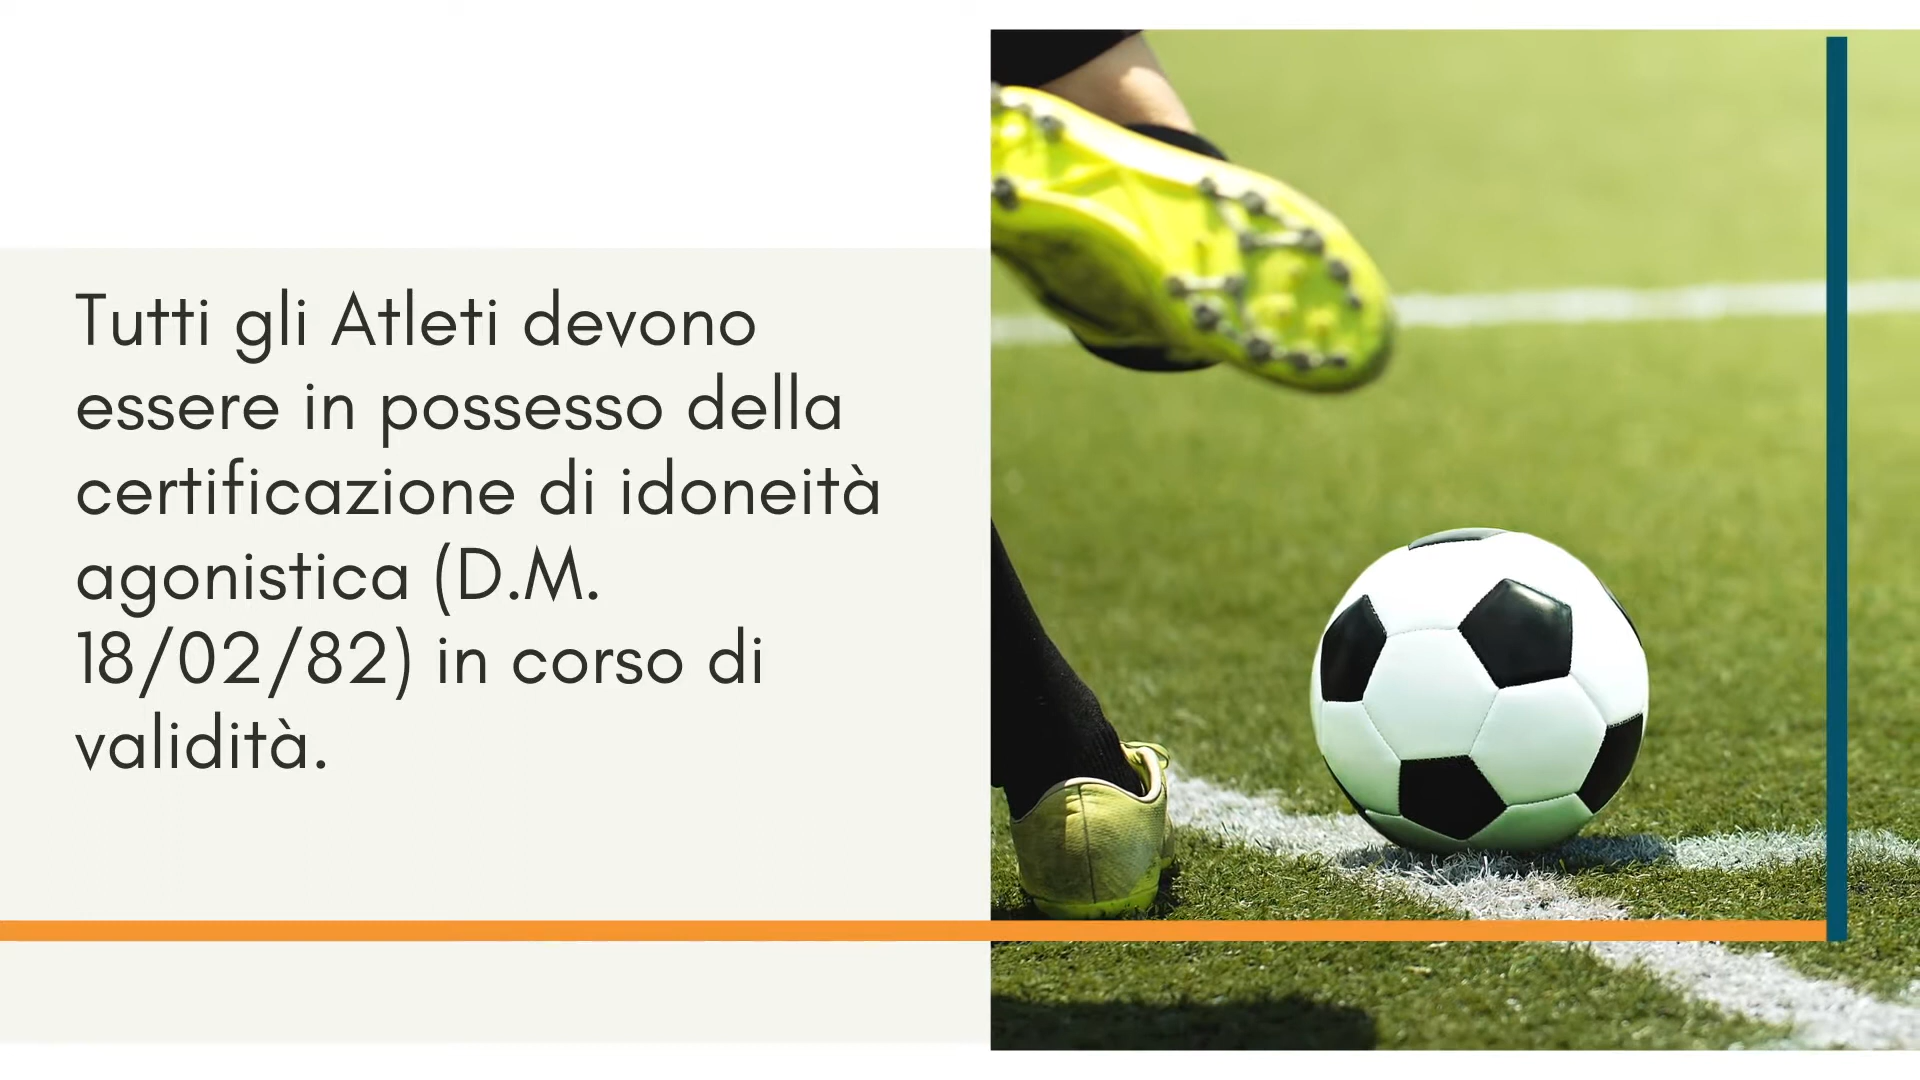 Tutti gli Atleti devono
essere in possesso della
certificazione di idoneità
agonistica (D.M.
18/02/82) in corso di
validità.